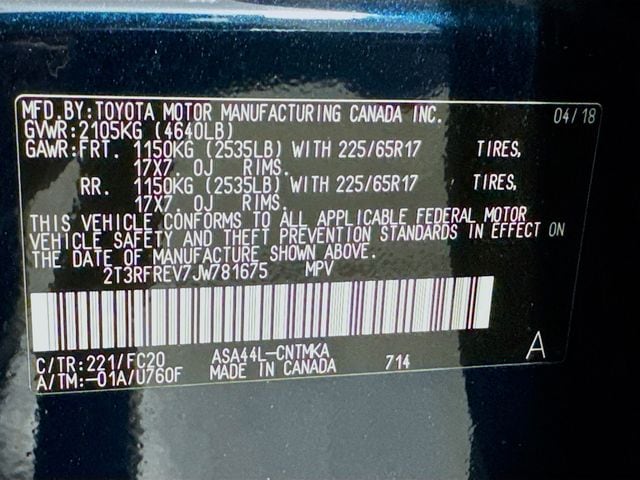 MFD.BY:TOYOTA MOTOR MANUFACTURING CANADA INC. 04/18
GVWR:2105KG (4640LB)
GAWR:FRT. 1150KG (2535LB) WITH 225/65R17 TIRES,
17X7. OJ RIMS.
RR. 1150KG (2535LB) WITH 225/65R17 TIRES,
17X7. OJ RIMS.
THIS VEHICLE CONFORMS TO ALL APPLICABLE FEDERAL MOTOR
VEHICLE SAFETY AND THEFT PREVENTION STANDARDS IN EFFECT ON
THE DATE OF MANUFACTURE SHOWN ABOVE.
2T3RFREV7JW781675 MPV
C/TR:221/FC20 ASA44L-CNTMKA 714 A
A/TM:-01A/U760F MADE IN CANADA